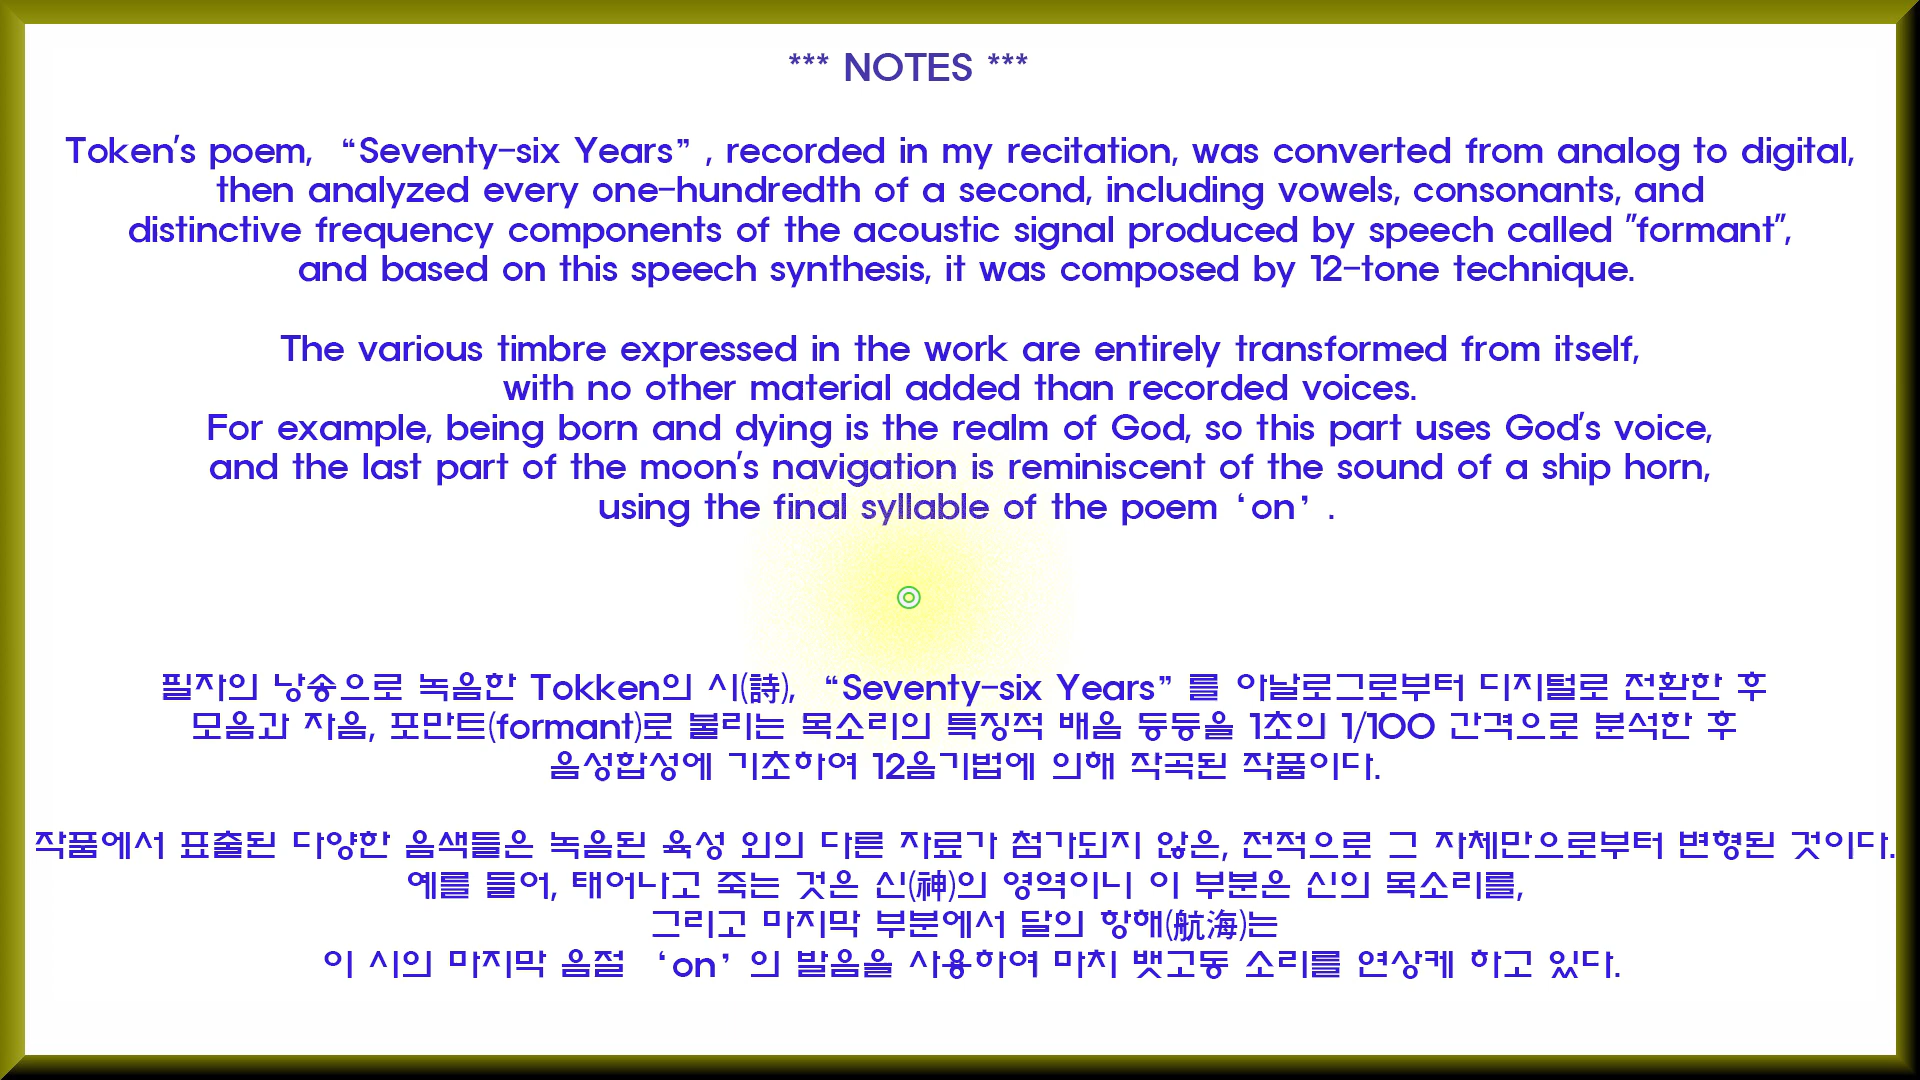 *** NOTES ***
Token's poem, “Seventy-six Years”, recorded in my recitation, was converted from analog to digital,
then analyzed every one-hundredth of a second, including vowels, consonants, and
distinctive frequency components of the acoustic signal produced by speech called "formant",
and based on this speech synthesis, it was composed by 12-tone technique.
The various timbre expressed in the work are entirely transformed from itself,
with no other material added than recorded voices.
For example, being born and dying is the realm of God, so this part uses God's voice,
and the last part of the moon's navigation is reminiscent of the sound of a ship horn,
using the final syllable of the poem ‘on’.
필자의 낭송으로 녹음한 Tokken의 시(詩), “Seventy-six Years”를 아날로그로부터 디지털로 전환한 후
모음과 자음, 포만트(formant)로 불리는 목소리의 특징적 배음 등등을 1초의 1/100 간격으로 분석한 후
음성합성에 기초하여 12음기법에 의해 작곡된 작품이다.
작품에서 표출된 다양한 음색들은 녹음된 육성 외의 다른 자료가 첨가되지 않은, 전적으로 그 자체만으로부터 변형된 것이다.
예를 들어, 태어나고 죽는 것은 신(神)의 영역이니 이 부분은 신의 목소리를,
그리고 마지막 부분에서 달의 항해(航海)는
이 시의 마지막 음절 ‘on’의 발음을 사용하여 마치 뱃고동 소리를 연상케 하고 있다.